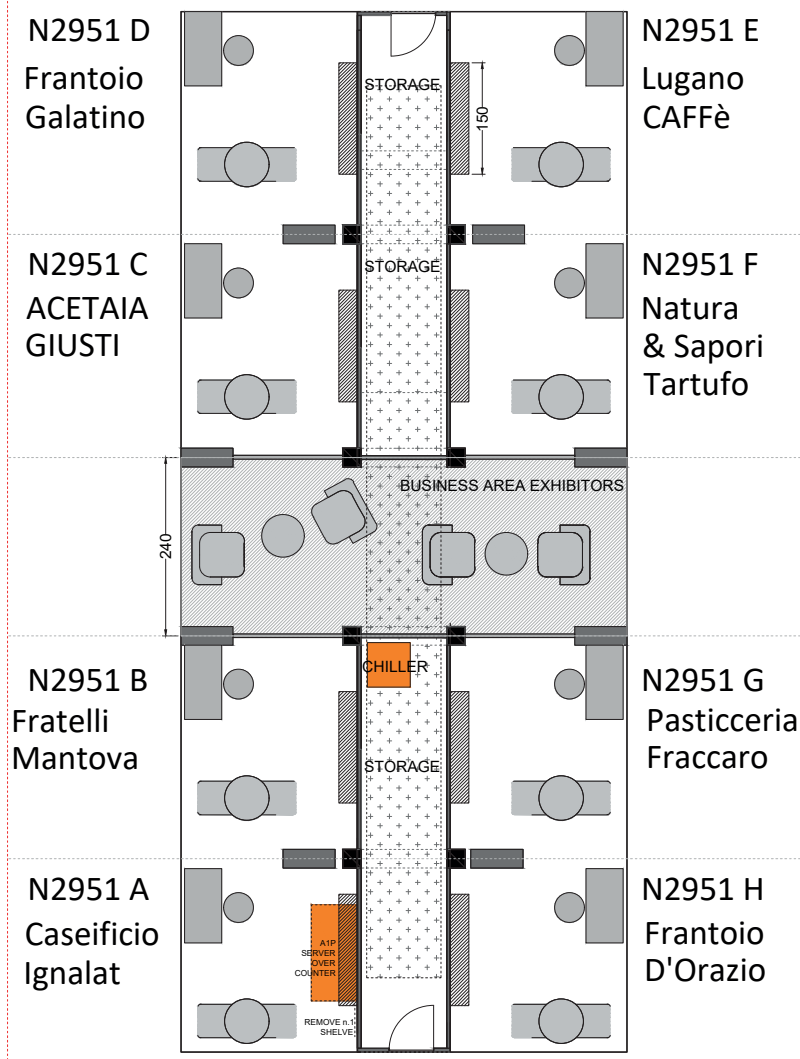 N2951 D
Frantoio
Galatino
N2951 E
Lugano
CAFFè
STORAGE
150
N2951 C
ACETAIA
GIUSTI
STORAGE
N2951 F
Natura
& Sapori
Tartufo
BUSINESS AREA EXHIBITORS
240
N2951 B
Fratelli
Mantova
CHILLER
STORAGE
N2951 G
Pasticceria
Fraccaro
N2951 A
Caseificio
Ignalat
A1P
SERVER
OVER
COUNTER
REMOVE n.1
SHELVE
N2951 H
Frantoio
D'Orazio